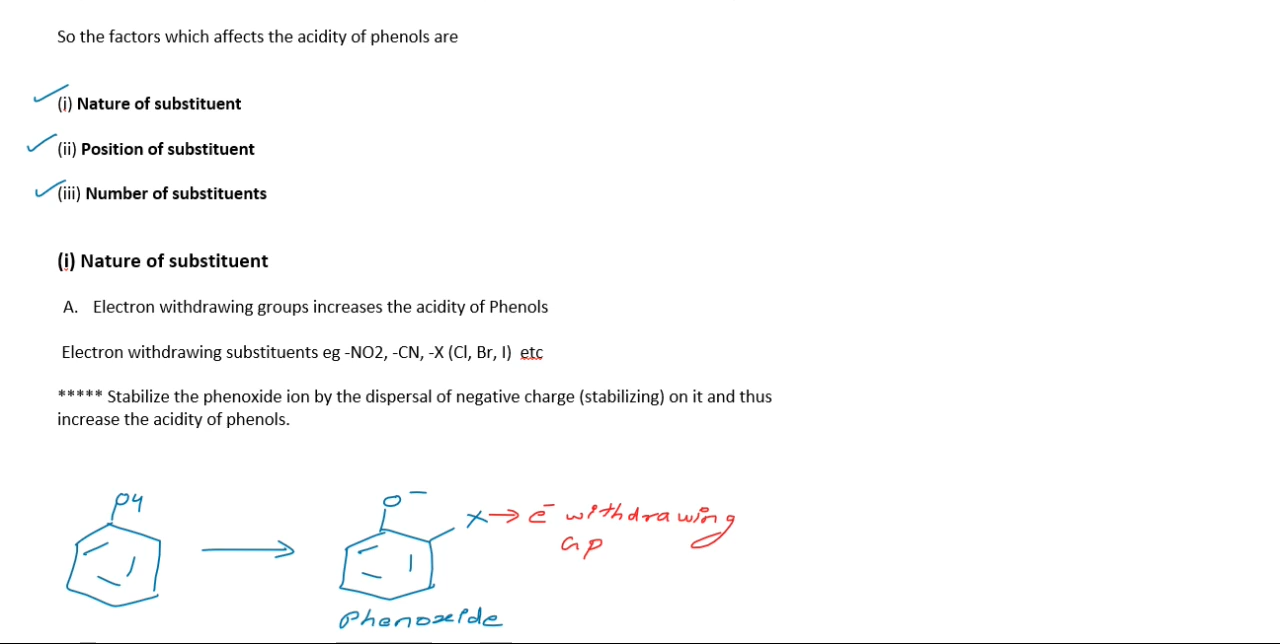 So the factors which affects the acidity of phenols are
(i) Nature of substituent
(ii) Position of substituent
(iii) Number of substituents
(i) Nature of substituent
A. Electron withdrawing groups increases the acidity of Phenols
Electron withdrawing substituents eg -NO2, -CN, -X (Cl, Br, I) etc
***** Stabilize the phenoxide ion by the dispersal of negative charge (stabilizing) on it and thus
increase the acidity of phenols.
OH
O⁻
x→ e⁻ withdrawing
Gp
Phenoxide